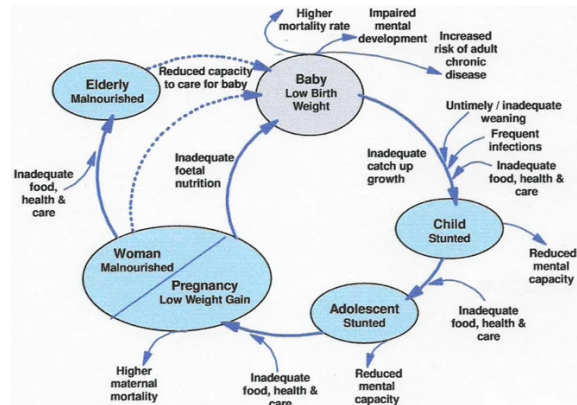 Higher
mortality rate
Impaired
mental
development
Increased
risk of adult
chronic
disease
Elderly
Malnourished
Reduced capacity
to care for baby
Baby
Low Birth
Weight
Untimely / inadequate
weaning
Frequent
infections
Inadequate
food,
health &
care
Inadequate
foetal
nutrition
Inadequate
catch up
growth
Inadequate
food, health &
care
Child
Stunted
Woman
Malnourished
Pregnancy
Low Weight Gain
Reduced
mental
capacity
Adolescent
Stunted
Inadequate
food, health &
care
Higher
maternal
mortality
Inadequate
food, health &
care
Reduced
mental
capacity